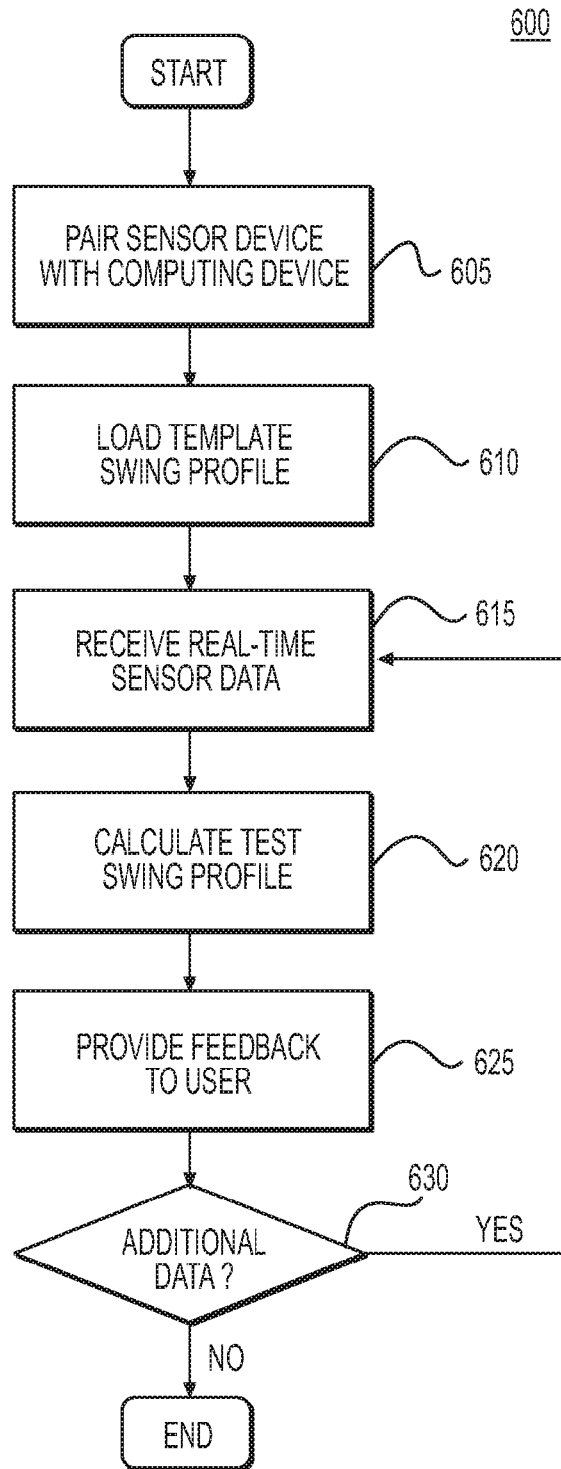 600
START
PAIR SENSOR DEVICE
WITH COMPUTING DEVICE
605
LOAD TEMPLATE
SWING PROFILE
610
615
RECEIVE REAL-TIME
SENSOR DATA
CALCULATE TEST
SWING PROFILE
620
PROVIDE FEEDBACK
TO USER
625
630
ADDITIONAL
DATA ?
YES
NO
END